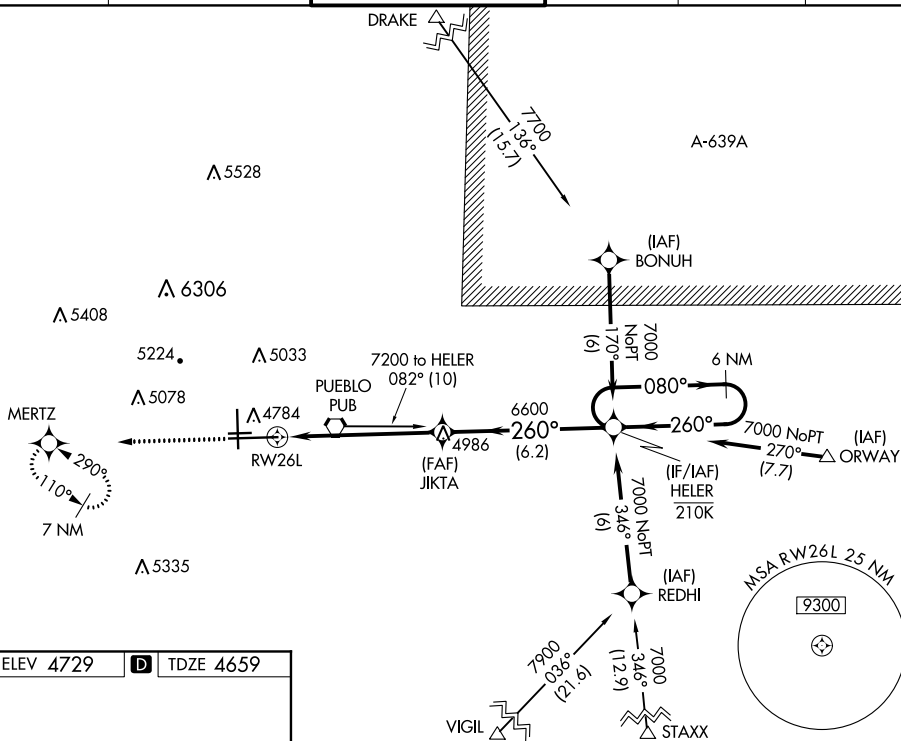 DRAKE
7700
136°
(15.7)
A-639A
5528
(IAF)
BONUH
6306
5408
7000
NoPT
170°
(6)
5224
5033
7200 to HELER
082° (10)
6 NM
5078
PUEBLO
PUB
080°
MERTZ
4784
6600
260°
(6.2)
4986
260°
7000 NoPT
270°
(7.7)
(IAF)
ORWAY
RW26L
(FAF)
JIKTA
(IF/IAF)
HELER
210K
290°
110°
7 NM
7000 NoPT
346°
(6)
5335
(IAF)
REDHI
MSA RW26L 25 NM
9300
ELEV 4729 D TDZE 4659
7900
036°
(21.6)
7000
346°
(12.9)
VIGIL
STAXX